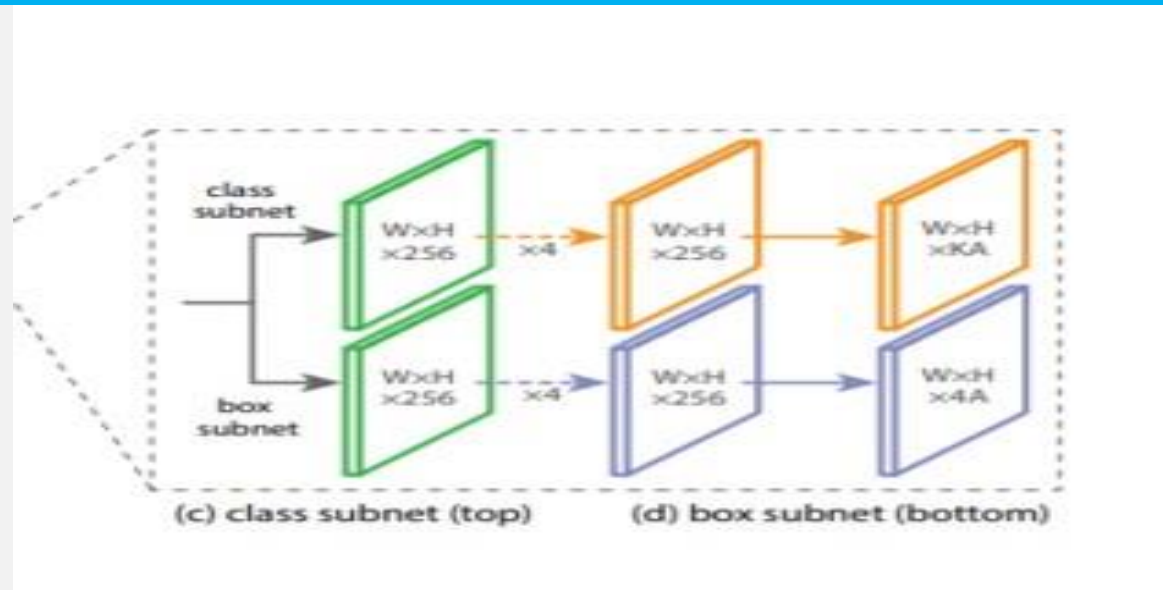 class
subnet
W×H
×256
×4
W×H
×256
W×H
×KA
box
subnet
W×H
×256
×4
W×H
×256
W×H
×4A
(c) class subnet (top)
(d) box subnet (bottom)